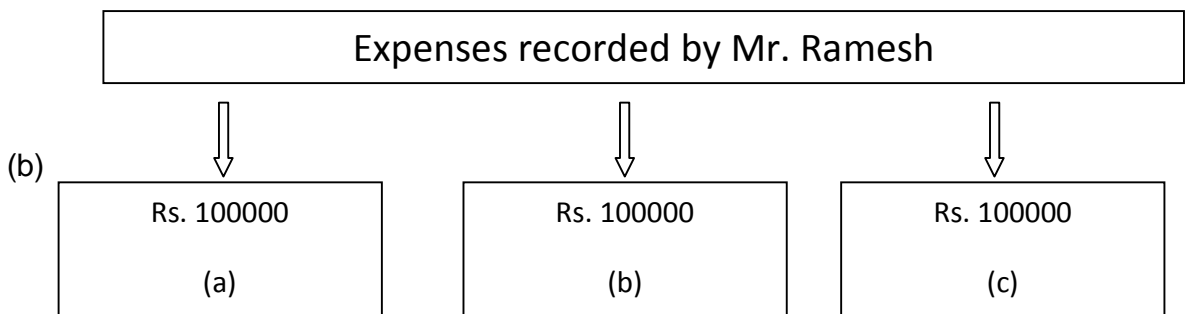 Expenses recorded by Mr. Ramesh
(b)
Rs. 100000 Rs. 100000 Rs. 100000
(a) (b) (c)